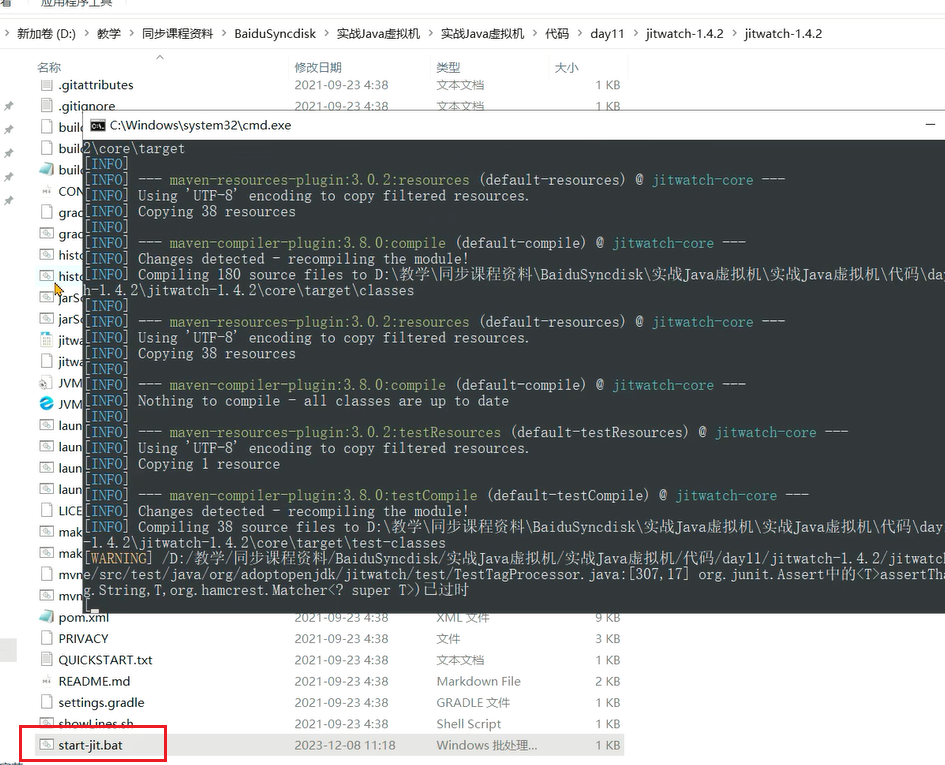 看 应用程序工具
新加卷 (D:) 教学 同步课程资料 BaiduSyncdisk 实战Java虚拟机 实战Java虚拟机 代码 day11 jitwatch-1.4.2 jitwatch-1.4.2
名称 修改日期 类型 大小
.gitattributes 2021-09-23 4:38 文本文档 1 KB
.gitignore 2021-09-23 4:38 文本文档 1 KB
C:\Windows\system32\cmd.exe
build
build
build
CON
grad
grad
histo
histo
jarSc
jarSc
jitwa
jitwa
JVM
JVM
laun
laun
laun
laun
LICE
mak
mak
mvn
mvn
2\core\target
[INFO]
[INFO] --- maven-resources-plugin:3.0.2:resources (default-resources) @ jitwatch-core ---
[INFO] Using 'UTF-8' encoding to copy filtered resources.
[INFO] Copying 38 resources
[INFO]
[INFO] --- maven-compiler-plugin:3.8.0:compile (default-compile) @ jitwatch-core ---
[INFO] Changes detected - recompiling the module!
[INFO] Compiling 180 source files to D:\教学\同步课程资料\BaiduSyncdisk\实战Java虚拟机\实战Java虚拟机\代码\day
h-1.4.2\jitwatch-1.4.2\core\target\classes
[INFO]
[INFO] --- maven-resources-plugin:3.0.2:resources (default-resources) @ jitwatch-core ---
[INFO] Using 'UTF-8' encoding to copy filtered resources.
[INFO] Copying 38 resources
[INFO]
[INFO] --- maven-compiler-plugin:3.8.0:compile (default-compile) @ jitwatch-core ---
[INFO] Nothing to compile - all classes are up to date
[INFO]
[INFO] --- maven-resources-plugin:3.0.2:testResources (default-testResources) @ jitwatch-core ---
[INFO] Using 'UTF-8' encoding to copy filtered resources.
[INFO] Copying 1 resource
[INFO]
[INFO] --- maven-compiler-plugin:3.8.0:testCompile (default-testCompile) @ jitwatch-core ---
[INFO] Changes detected - recompiling the module!
[INFO] Compiling 38 source files to D:\教学\同步课程资料\BaiduSyncdisk\实战Java虚拟机\实战Java虚拟机\代码\day
-1.4.2\jitwatch-1.4.2\core\target\test-classes
[WARNING] /D:/教学/同步课程资料/BaiduSyncdisk/实战Java虚拟机/实战Java虚拟机/代码/day11/jitwatch-1.4.2/jitwatc
e/src/test/java/org/adoptopenjdk/jitwatch/test/TestTagProcessor.java:[307,17] org.junit.Assert中的<T>assertTha
g.String,T,org.hamcrest.Matcher<? super T>)已过时
[
pom.xml 2021-09-23 4:38 XML 文件 9 KB
PRIVACY 2021-09-23 4:38 文件 3 KB
QUICKSTART.txt 2021-09-23 4:38 文本文档 1 KB
README.md 2021-09-23 4:38 Markdown File 2 KB
settings.gradle 2021-09-23 4:38 GRADLE 文件 1 KB
showLines.sh 2021-09-23 4:38 Shell Script 1 KB
start-jit.bat 2023-12-08 11:18 Windows 批处理... 1 KB